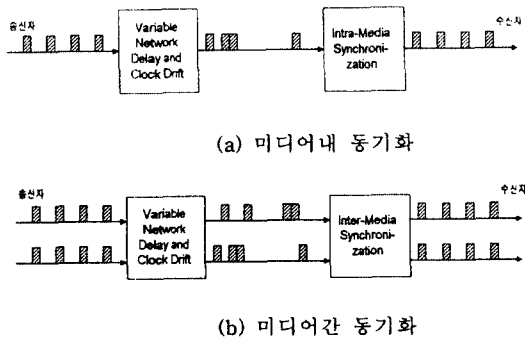 송신자
수신자
Variable
Network
Delay and
Clock Drift
Intra-Media
Synchroni-
zation
(a) 미디어내 동기화
송신자
수신자
Variable
Network
Delay and
Clock Drift
Inter-Media
Synchroni-
zation
(b) 미디어간 동기화